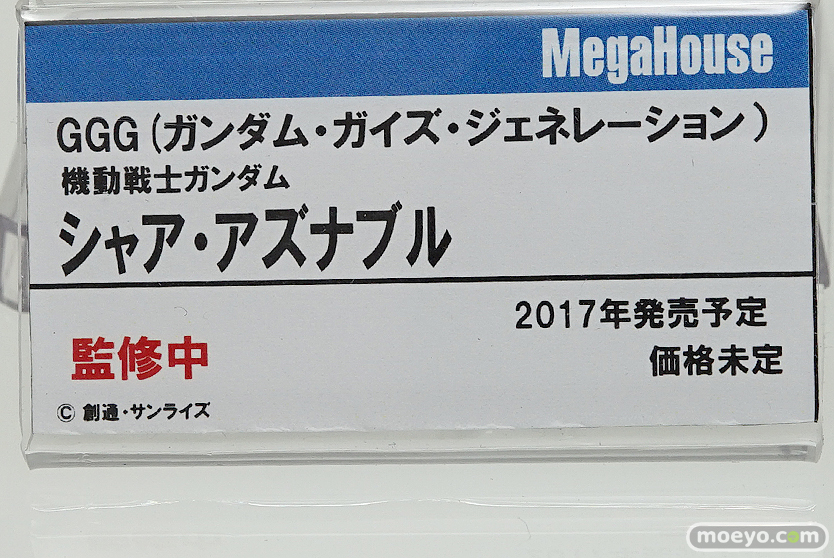 MegaHouse
GGG(ガンダム・ガイズ・ジェネレーション)
機動戦士ガンダム
シャア・アズナブル
2017年発売予定
監修中
価格未定
© 創通・サンライズ
moeyo.com